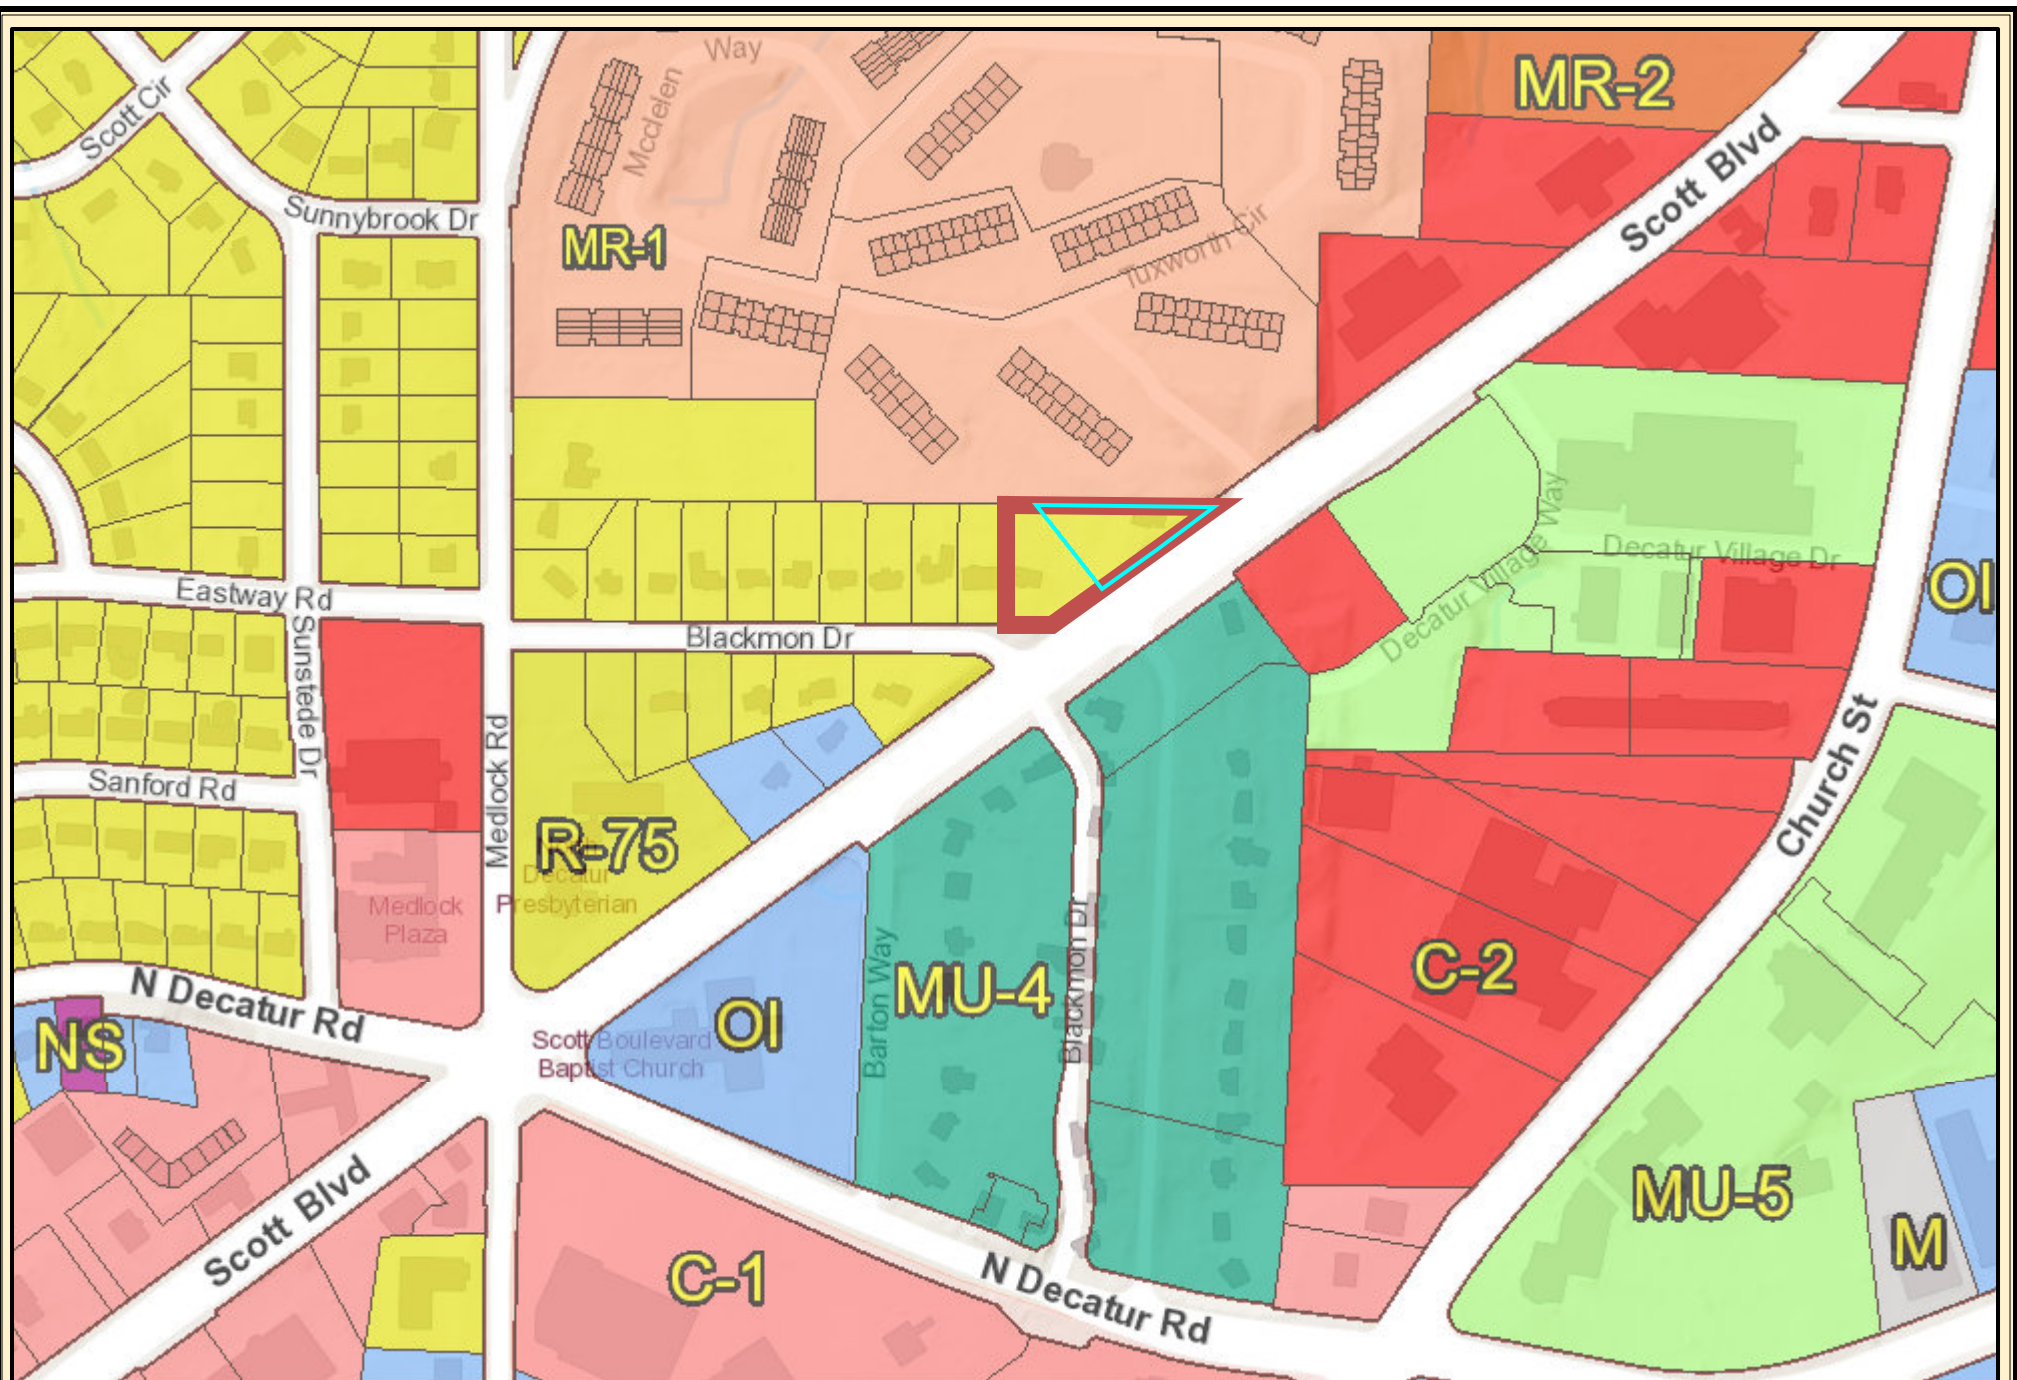 Way
MR-2
Mcclelen
Scott Cir
Scott Blvd
Sunnybrook Dr
MR-1
Tuxworth Cir
Decatur Village Way
Decatur Village Dr
OI
Eastway Rd
Blackmon Dr
Sunstede Dr
Medlock Rd
Sanford Rd
Church St
R-75
Decatur
Presbyterian
Medlock
Plaza
C-2
N Decatur Rd
MU-4
Barton Way
Blackmon Dr
OI
NS
Scott Boulevard
Baptist Church
MU-5
Scott Blvd
C-1
M
N Decatur Rd